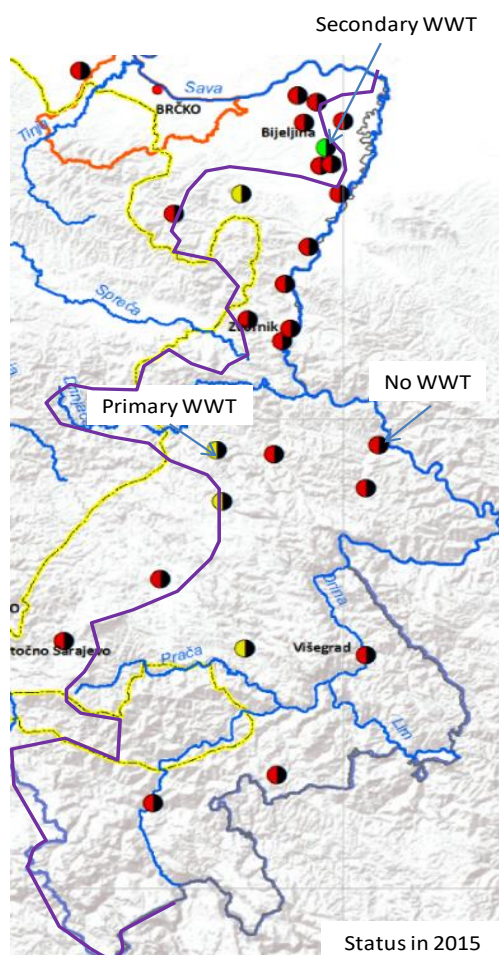 Secondary WWT
Sava
BRČKO
Tinja
Bijeljina
Spreča
Zvornik
No WWT
Primary WWT
Drina
točno Sarajevo
Prača
Višegrad
Lim
Status in 2015